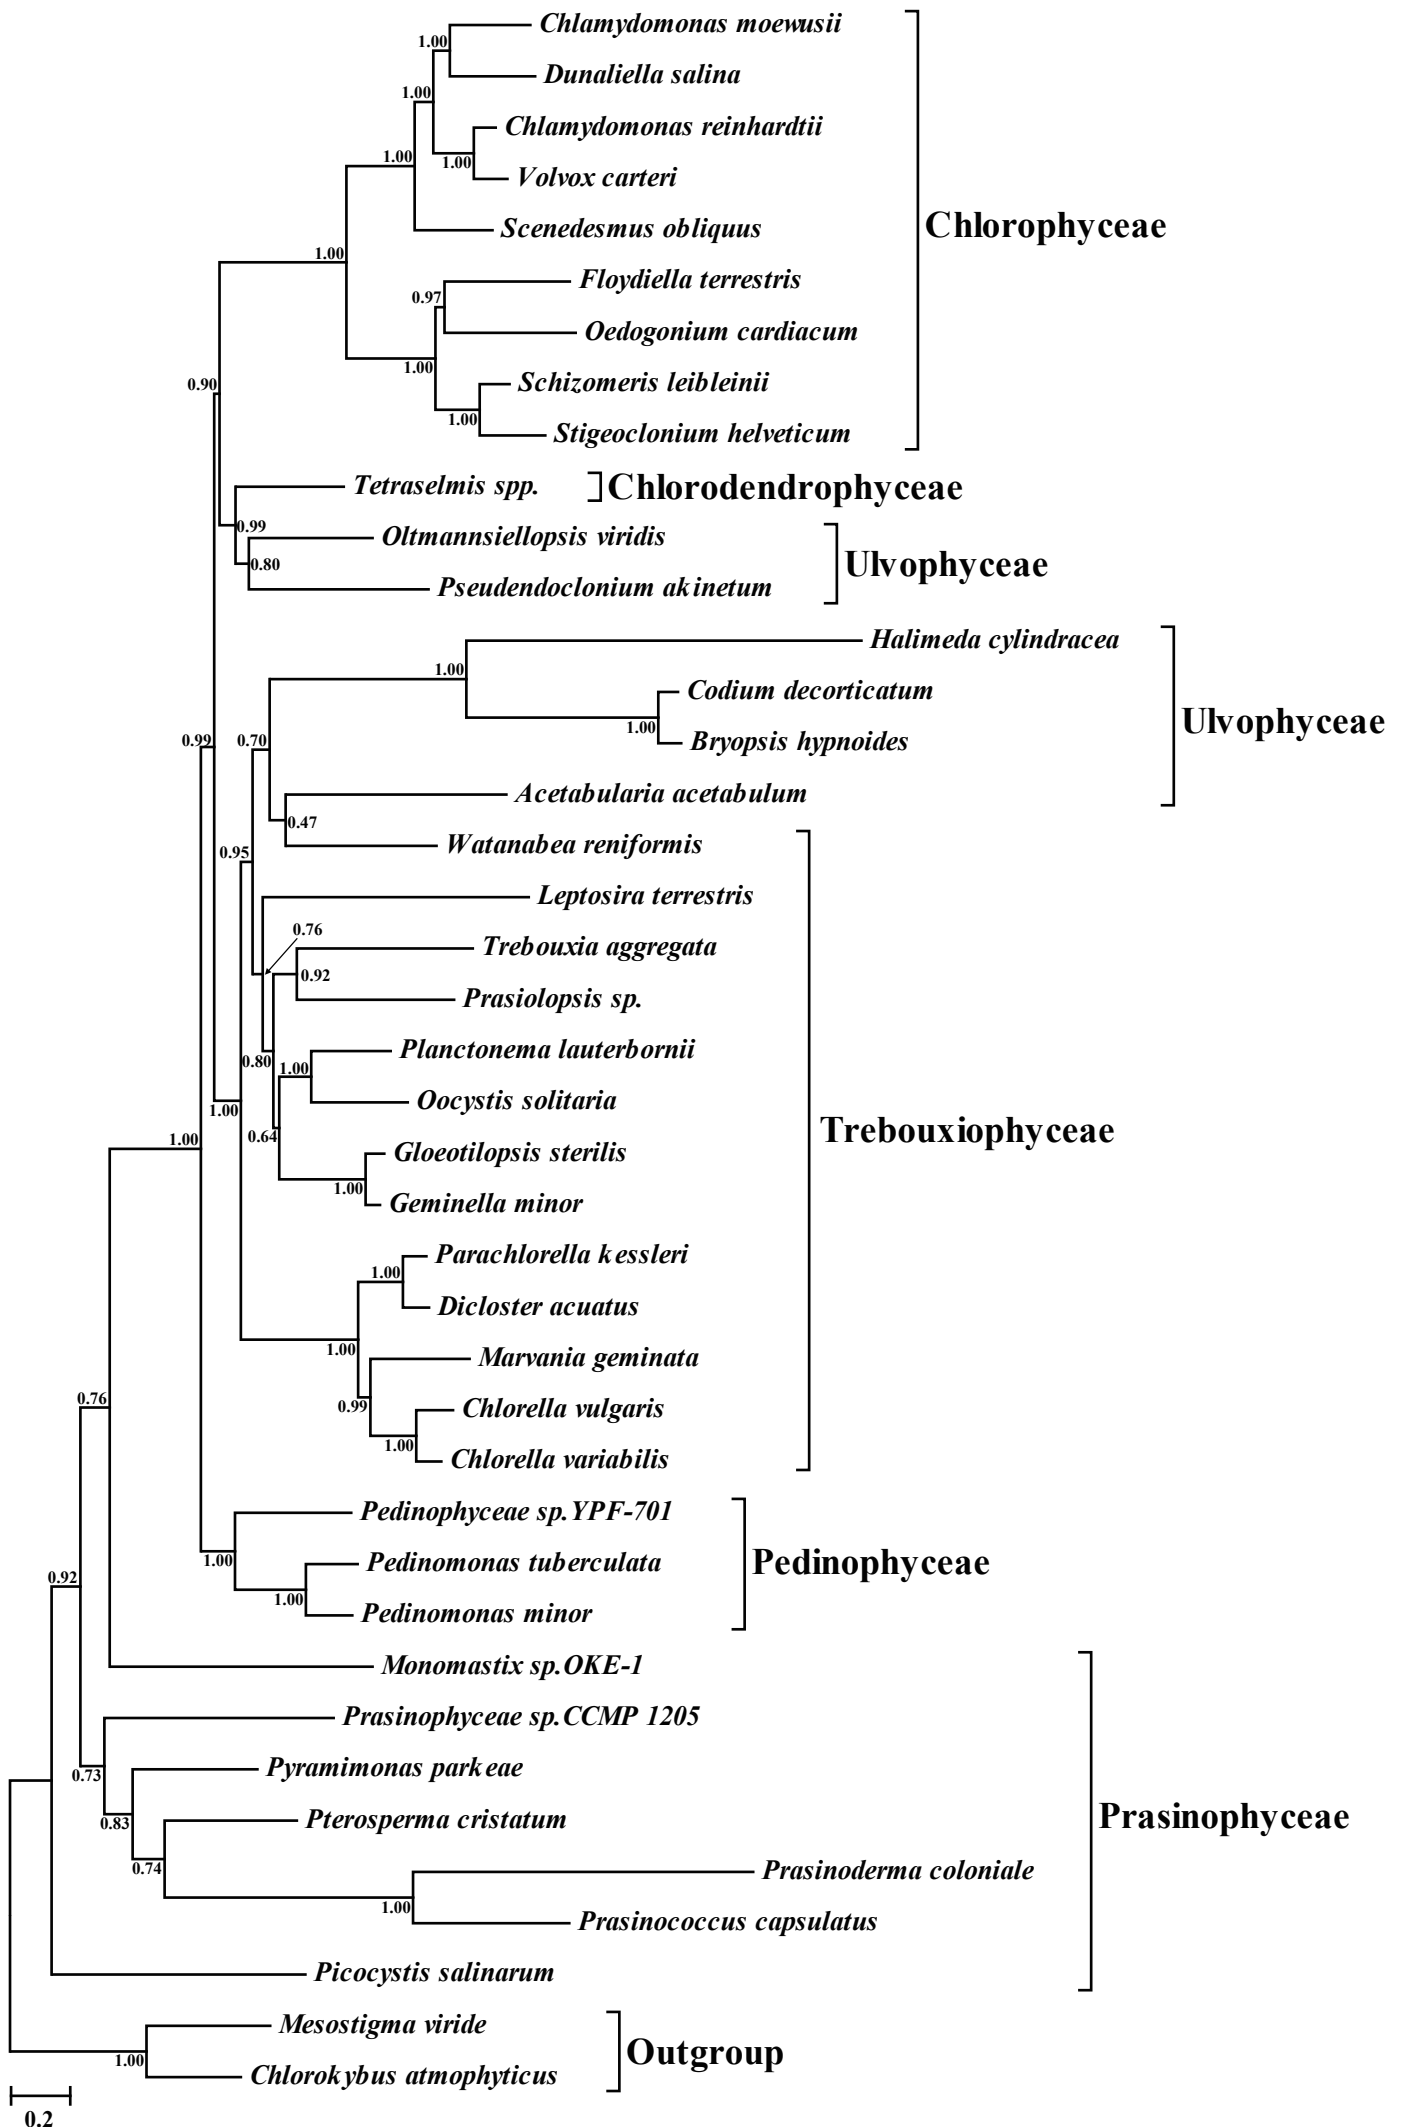 Chlamydomonas moewusii
1.00
Dunaliella salina
1.00
Chlamydomonas reinhardtii
1.00
1.00
Volvox carteri
Scenedesmus obliquus
Chlorophyceae
1.00
Floydiella terrestris
0.97
Oedogonium cardiacum
1.00
Schizomeris leibleinii
0.90
1.00
Stigeoclonium helveticum
Tetraselmis spp.
Chlorodendrophyceae
0.99
Oltmannsiellopsis viridis
0.80
Ulvophyceae
Pseudendoclonium akinetum
Halimeda cylindracea
1.00
Codium decorticatum
1.00
Ulvophyceae
Bryopsis hypnoides
0.99
0.70
Acetabularia acetabulum
0.47
Watanabea reniformis
0.95
Leptosira terrestris
0.76
Trebouxia aggregata
0.92
Prasiolopsis sp.
Planctonema lauterbornii
0.80
1.00
Oocystis solitaria
1.00
0.64
Trebouxiophyceae
1.00
Gloeotilopsis sterilis
1.00
Geminella minor
Parachlorella kessleri
1.00
Dicloster acuatus
1.00
Marvania geminata
0.76
0.99
Chlorella vulgaris
1.00
Chlorella variabilis
Pedinophyceae sp.YPF-701
1.00
Pedinomonas tuberculata
Pedinophyceae
0.92
1.00
Pedinomonas minor
Monomastix sp.OKE-1
Prasinophyceae sp.CCMP 1205
0.73
Pyramimonas parkeae
0.83
Pterosperma cristatum
Prasinophyceae
0.74
Prasinoderma coloniale
1.00
Prasinococcus capsulatus
Picocystis salinarum
Mesostigma viride
1.00
Outgroup
Chlorokybus atmophyticus
0.2